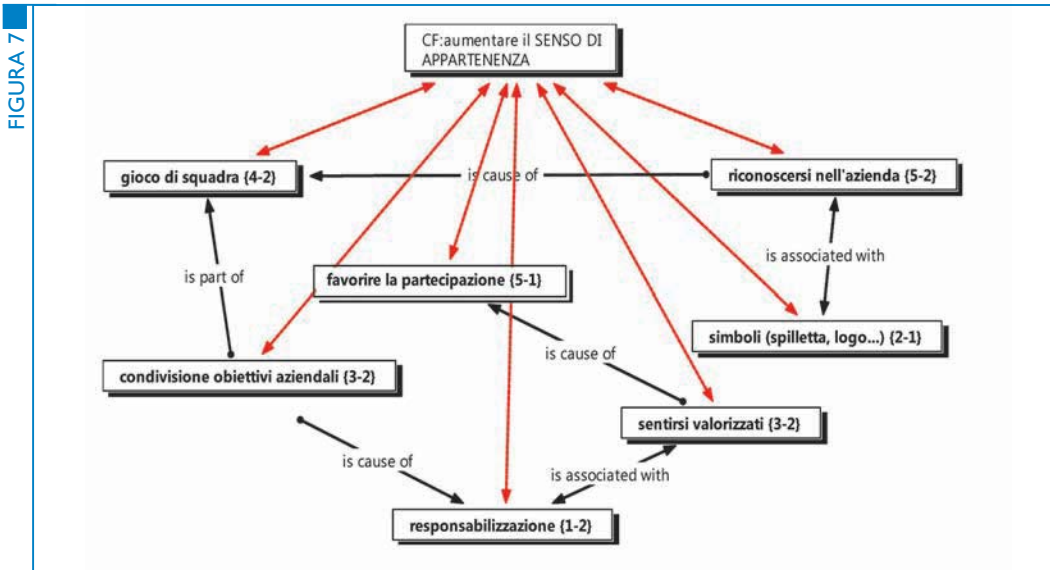 FIGURA 7
CF:aumentare il SENSO DI
APPARTENENZA
gioco di squadra {4-2}
is cause of
riconoscersi nell'azienda {5-2}
is associated with
is part of
favorire la partecipazione {5-1}
simboli (spilletta, logo...) {2-1}
is cause of
condivisione obiettivi aziendali {3-2}
sentirsi valorizzati {3-2}
is cause of
is associated with
responsabilizzazione {1-2}